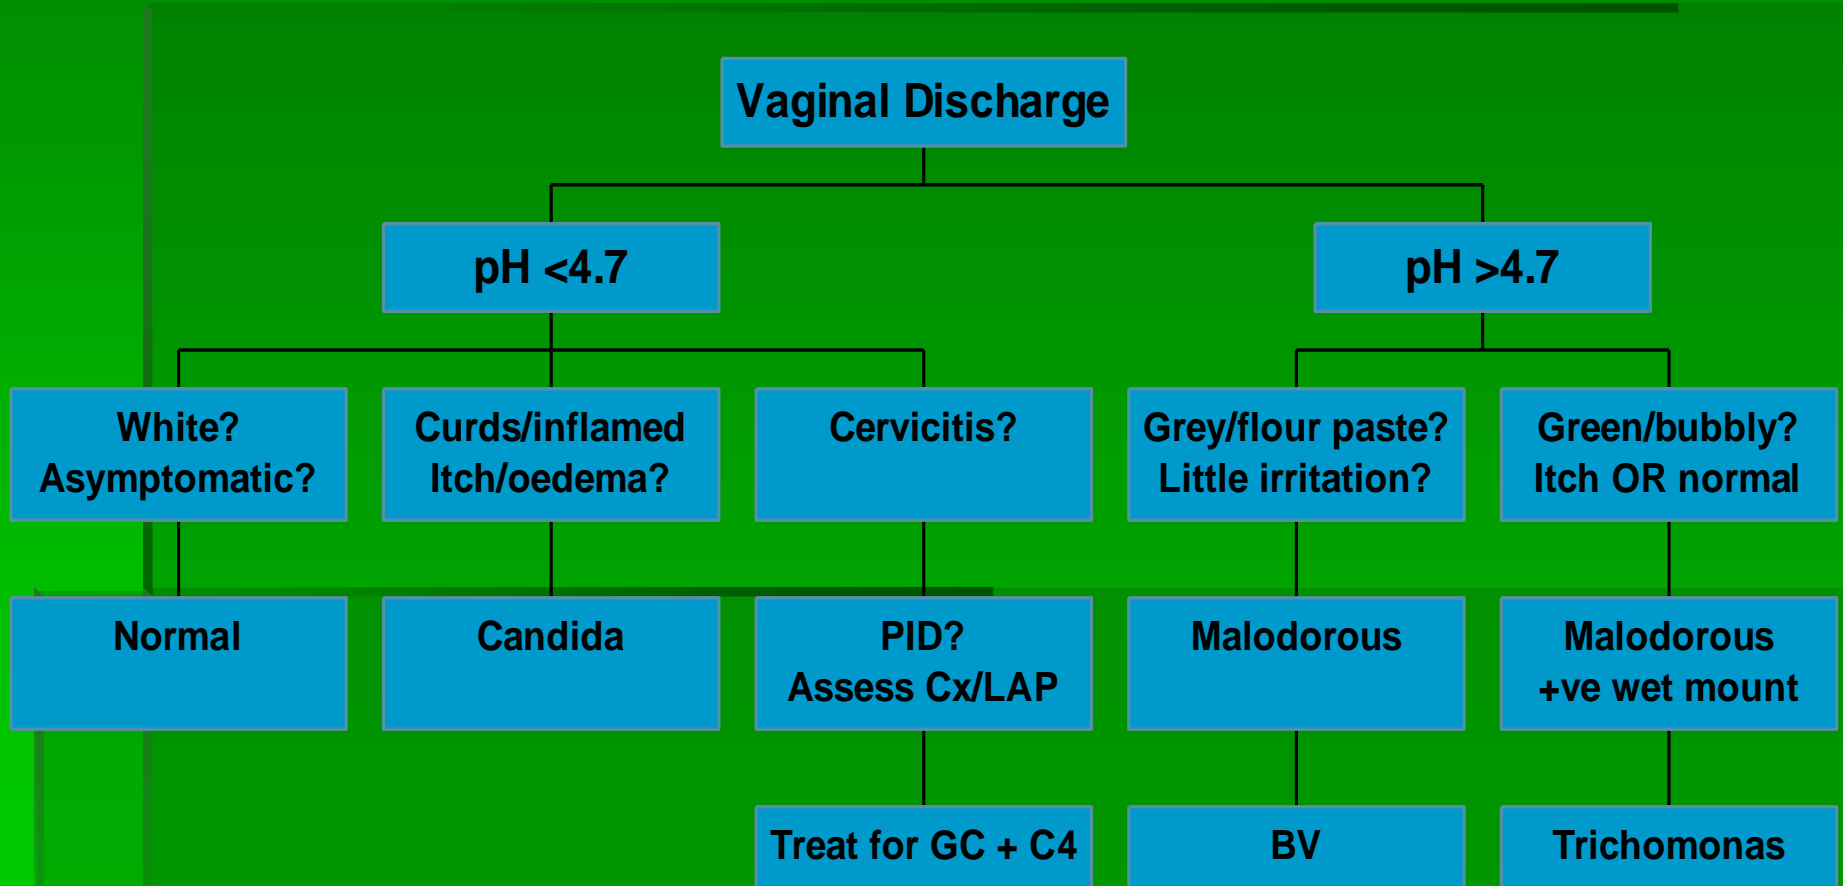 Vaginal Discharge
pH <4.7
pH >4.7
White?
Asymptomatic?
Curds/inflamed
Itch/oedema?
Cervicitis?
Grey/flour paste?
Little irritation?
Green/bubbly?
Itch OR normal
Normal
Candida
PID?
Assess Cx/LAP
Malodorous
Malodorous
+ve wet mount
Treat for GC + C4
BV
Trichomonas